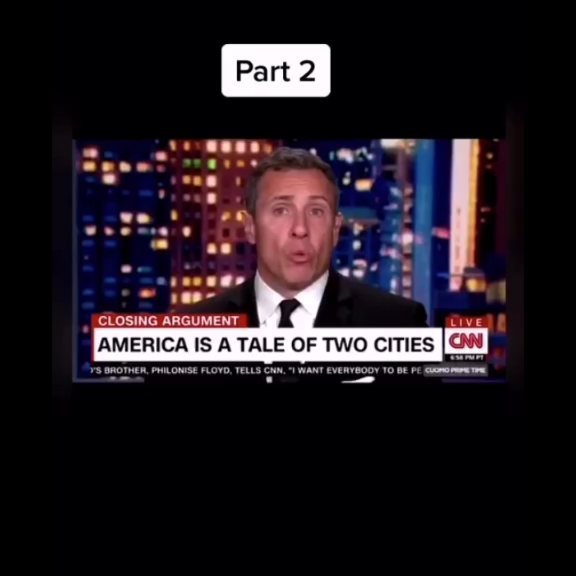 Part 2
CLOSING ARGUMENT
AMERICA IS A TALE OF TWO CITIES
LIVE
CNN
6:56 PM PT
'S BROTHER, PHILONISE FLOYD, TELLS CNN, "I WANT EVERYBODY TO BE PE
CUOMO PRIME TIME